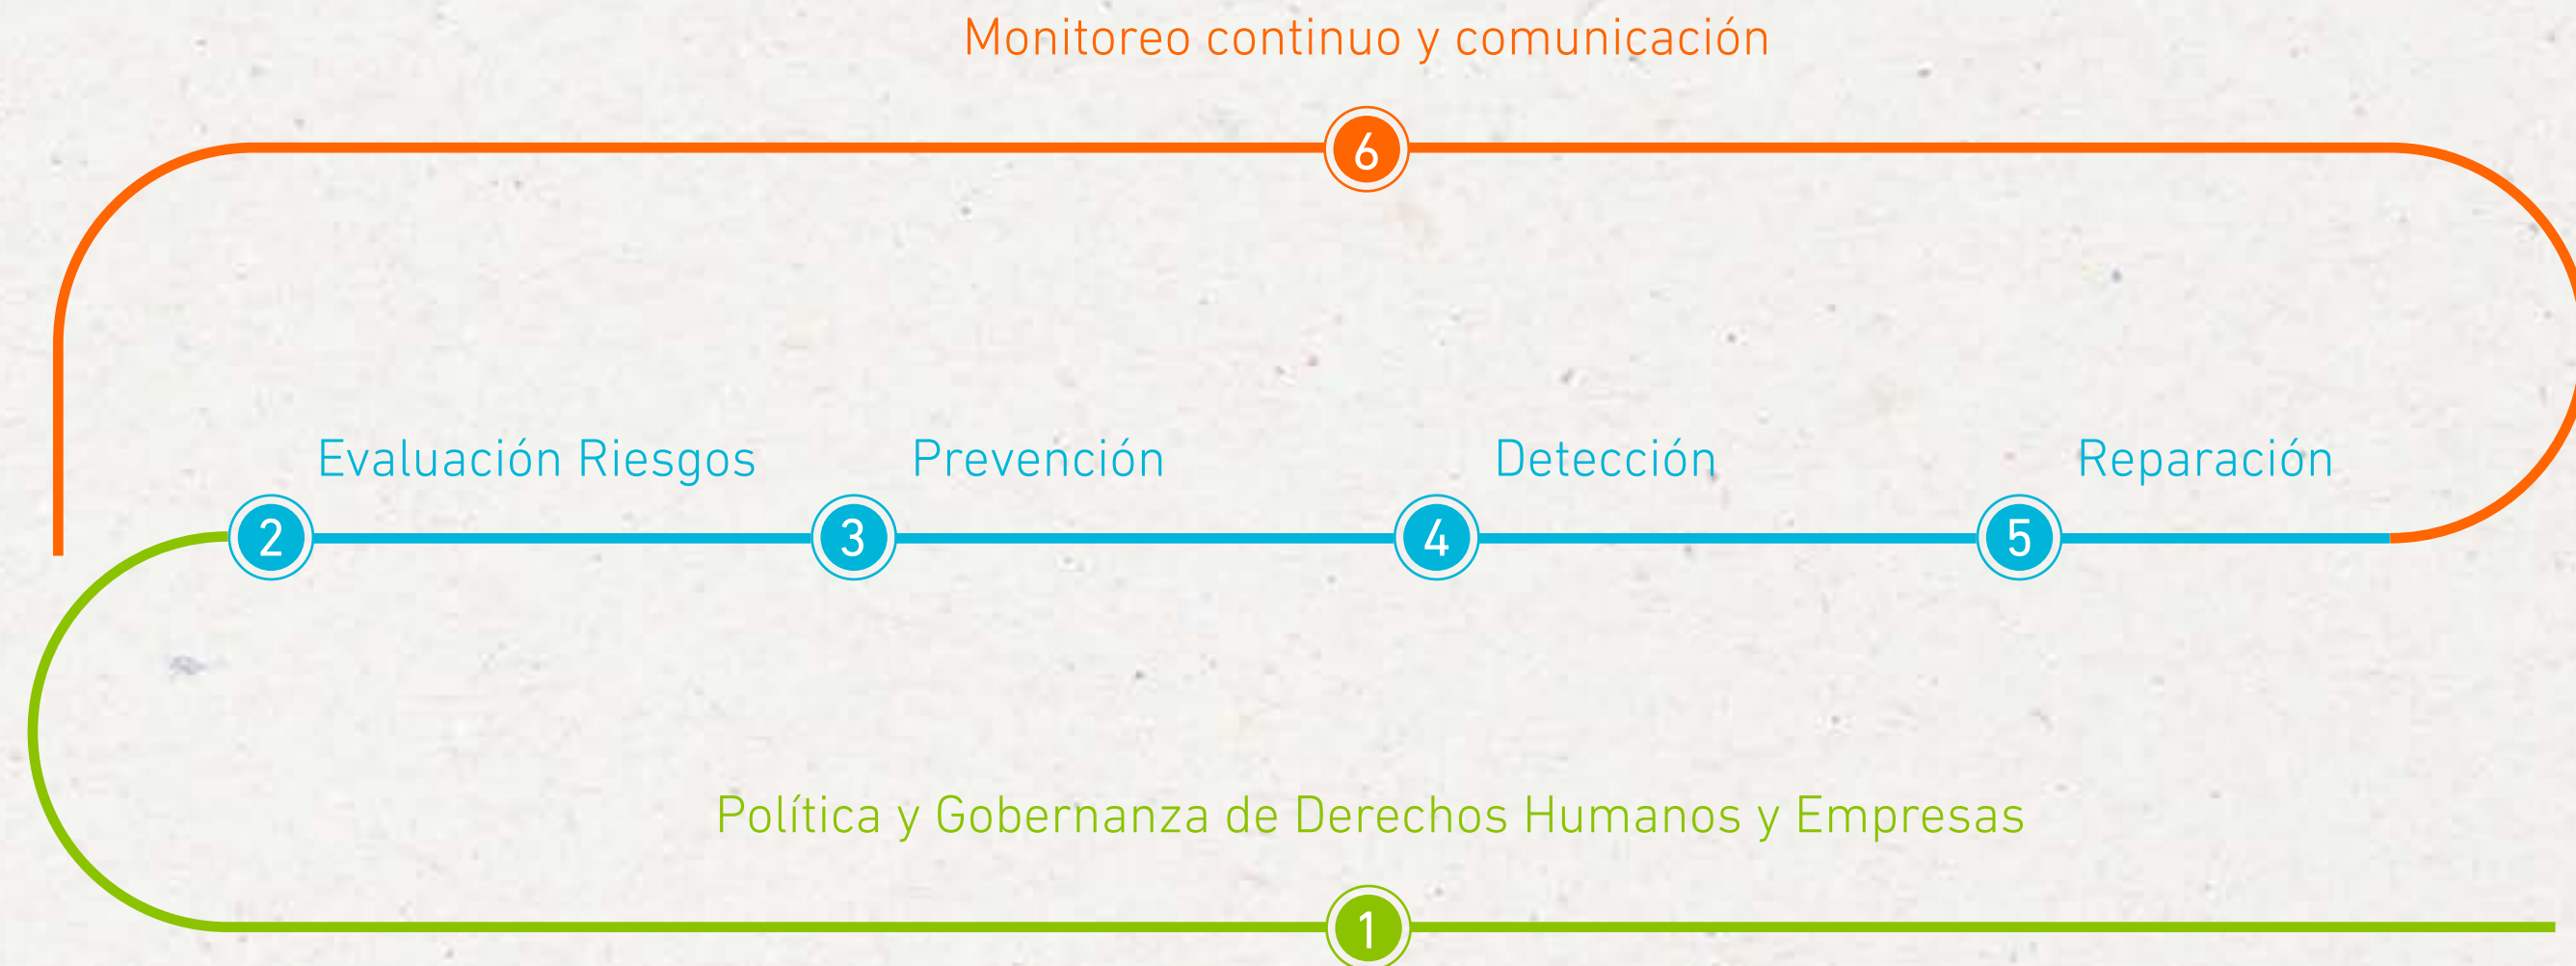 Monitoreo continuo y comunicación
6
Evaluación Riesgos
Prevención
Detección
Reparación
2
3
4
5
Política y Gobernanza de Derechos Humanos y Empresas
1